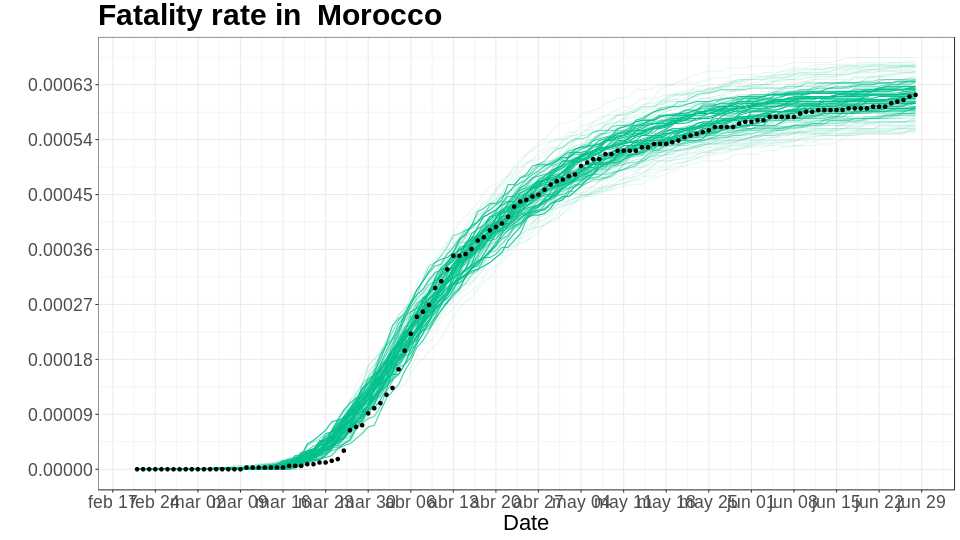 Fatality rate in  Morocco
0.00063
0.00054
0.00045
0.00036
0.00027
0.00018
0.00009
0.00000
feb 17 feb 24 mar 02 mar 09 mar 16 mar 23 mar 30 abr 06 abr 13 abr 20 abr 27 may 04 may 11 may 18 may 25 jun 01 jun 08 jun 15 jun 22 jun 29
Date